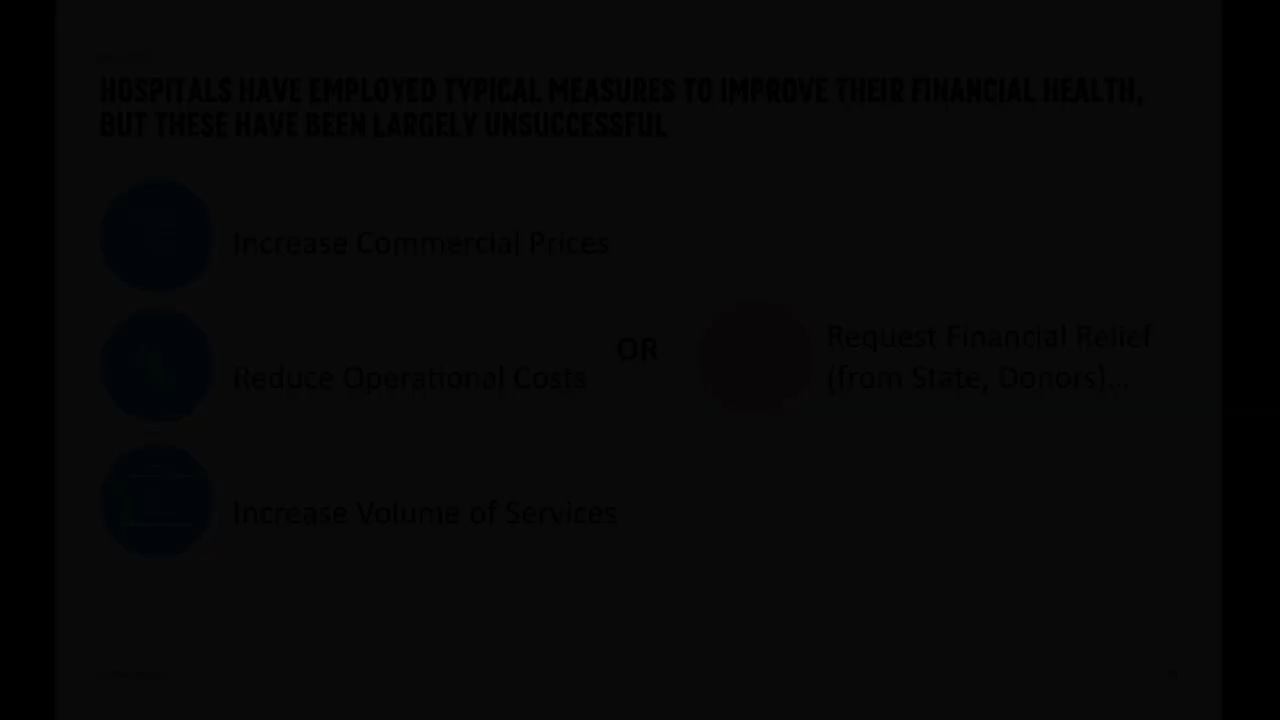 HOSPITALS HAVE EMPLOYED TYPICAL MEASURES TO IMPROVE THEIR FINANCIAL HEALTH,
BUT THESE HAVE BEEN LARGELY UNSUCCESSFUL
Increase Commercial Prices
Reduce Operational Costs
Increase Volume of Services
OR
Request Financial Relief
(from State, Donors)...